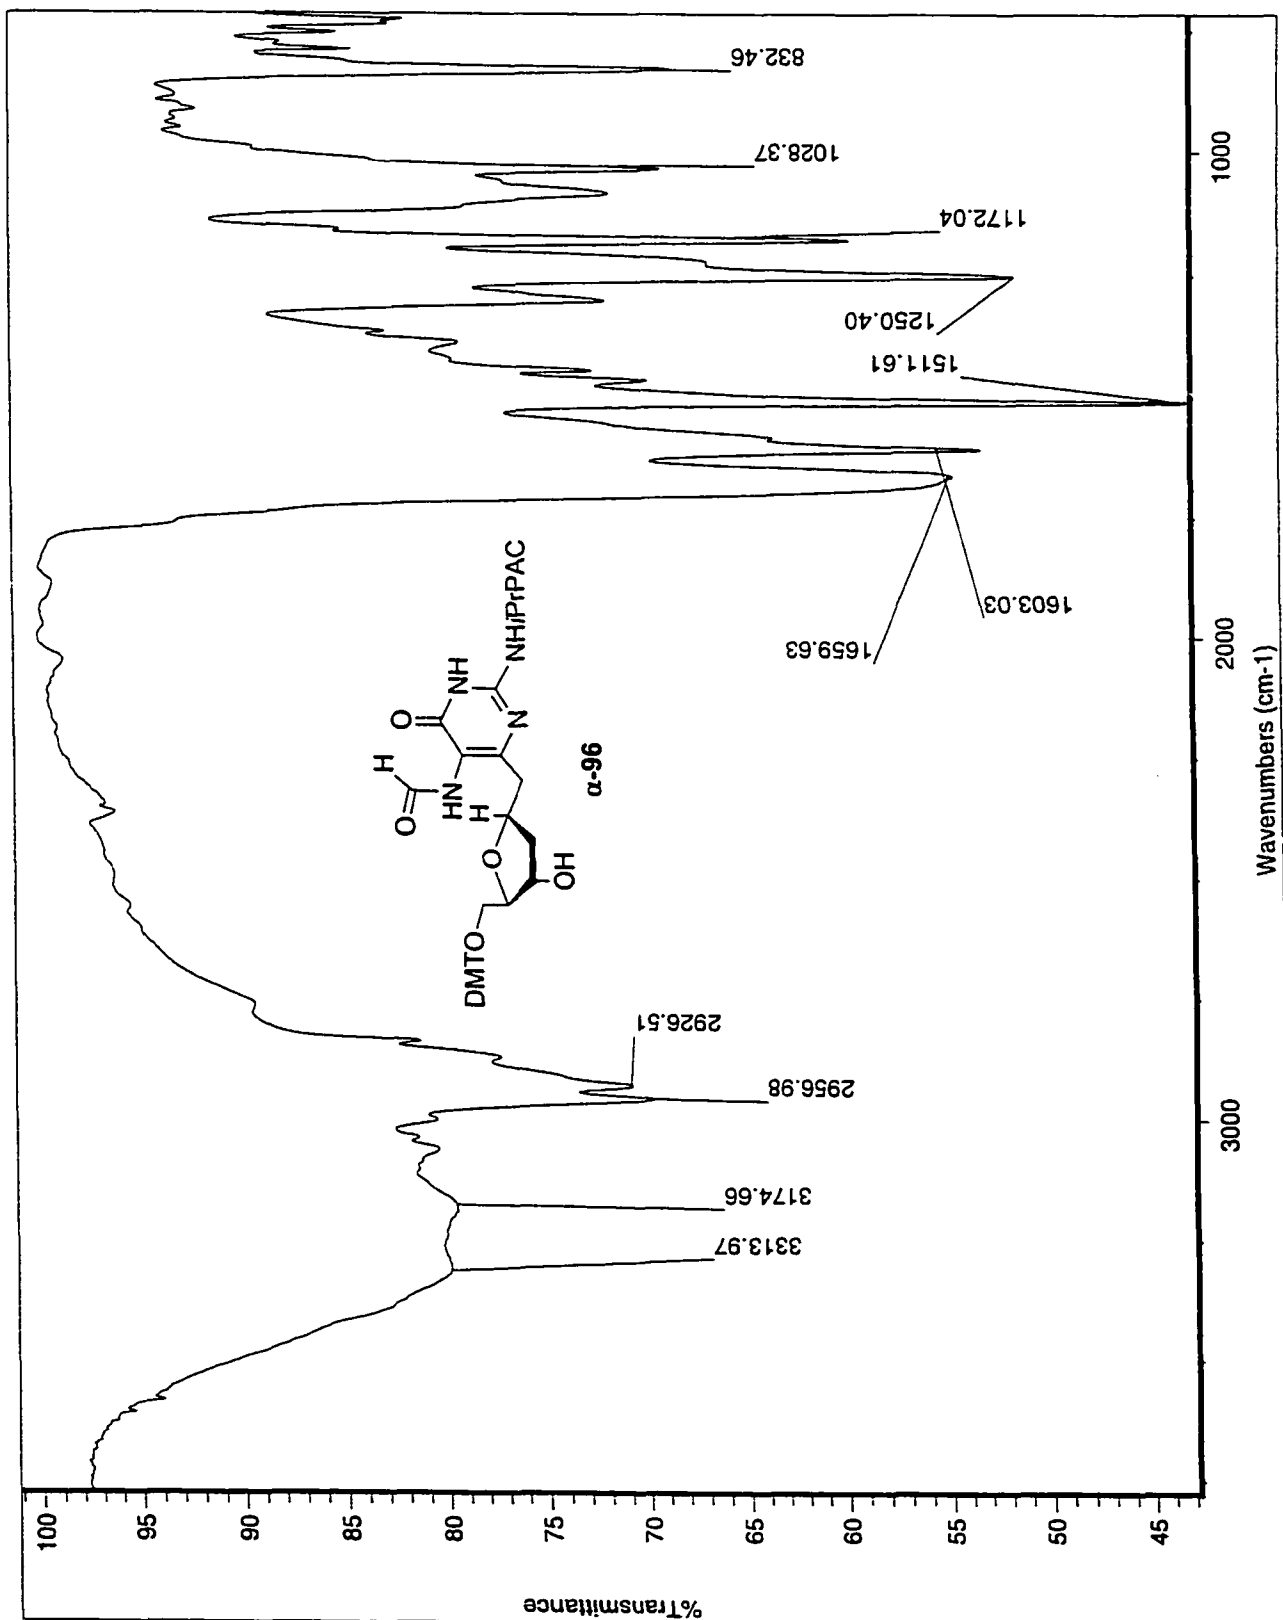 %Transmittance
100
95
90
85
80
75
70
65
60
55
50
45
3313.97
3174.66
2956.98
2926.51
1659.63
1603.03
1511.61
1250.40
1172.04
1028.37
832.46
O
H
O
HN
NH
N
NHiPrPAC
H
O
DMTO
OH
α-96
3000
2000
1000
Wavenumbers (cm-1)